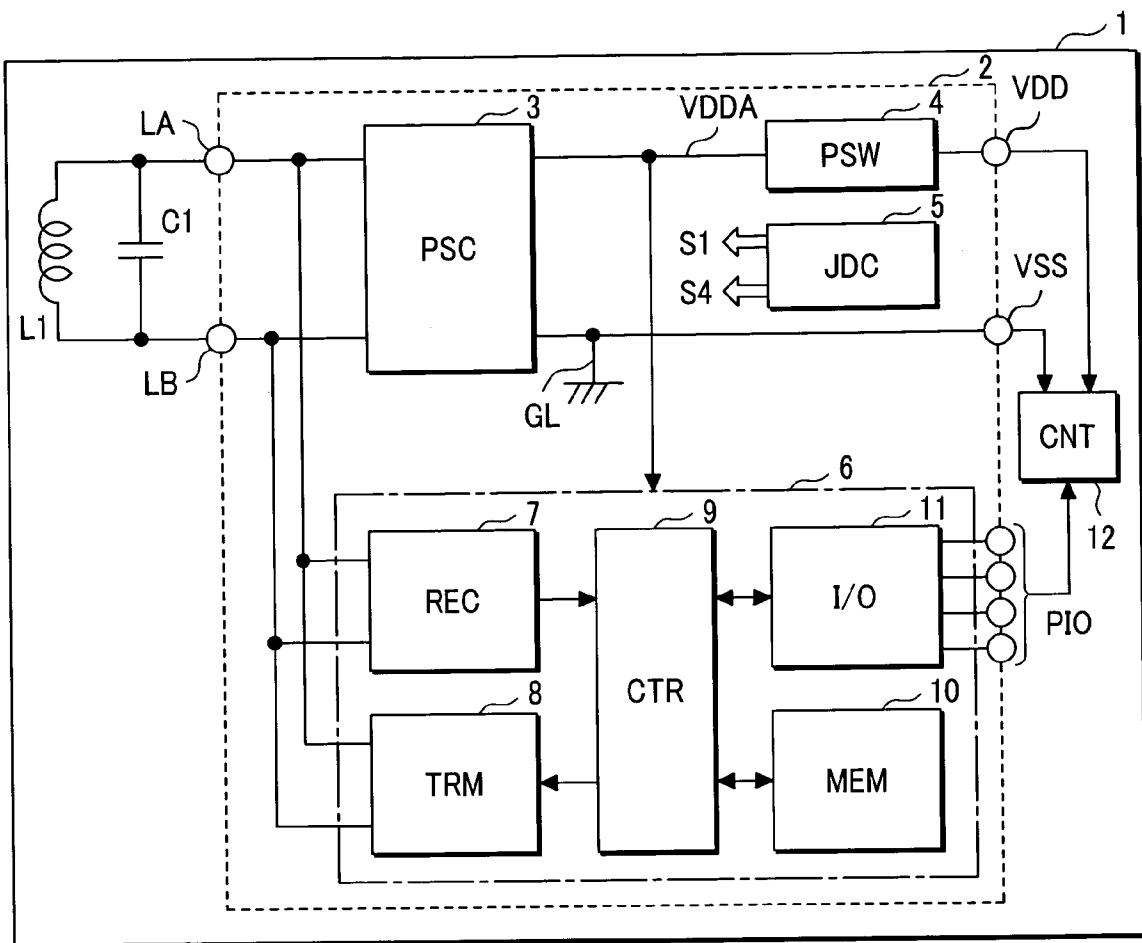 1
2
VDD
LA
3
VDDA
4
PSW
C1
PSC
5
S1
JDC
S4
VSS
L1
LB
GL
CNT
6
12
7
9
11
REC
I/O
PIO
CTR
8
10
TRM
MEM